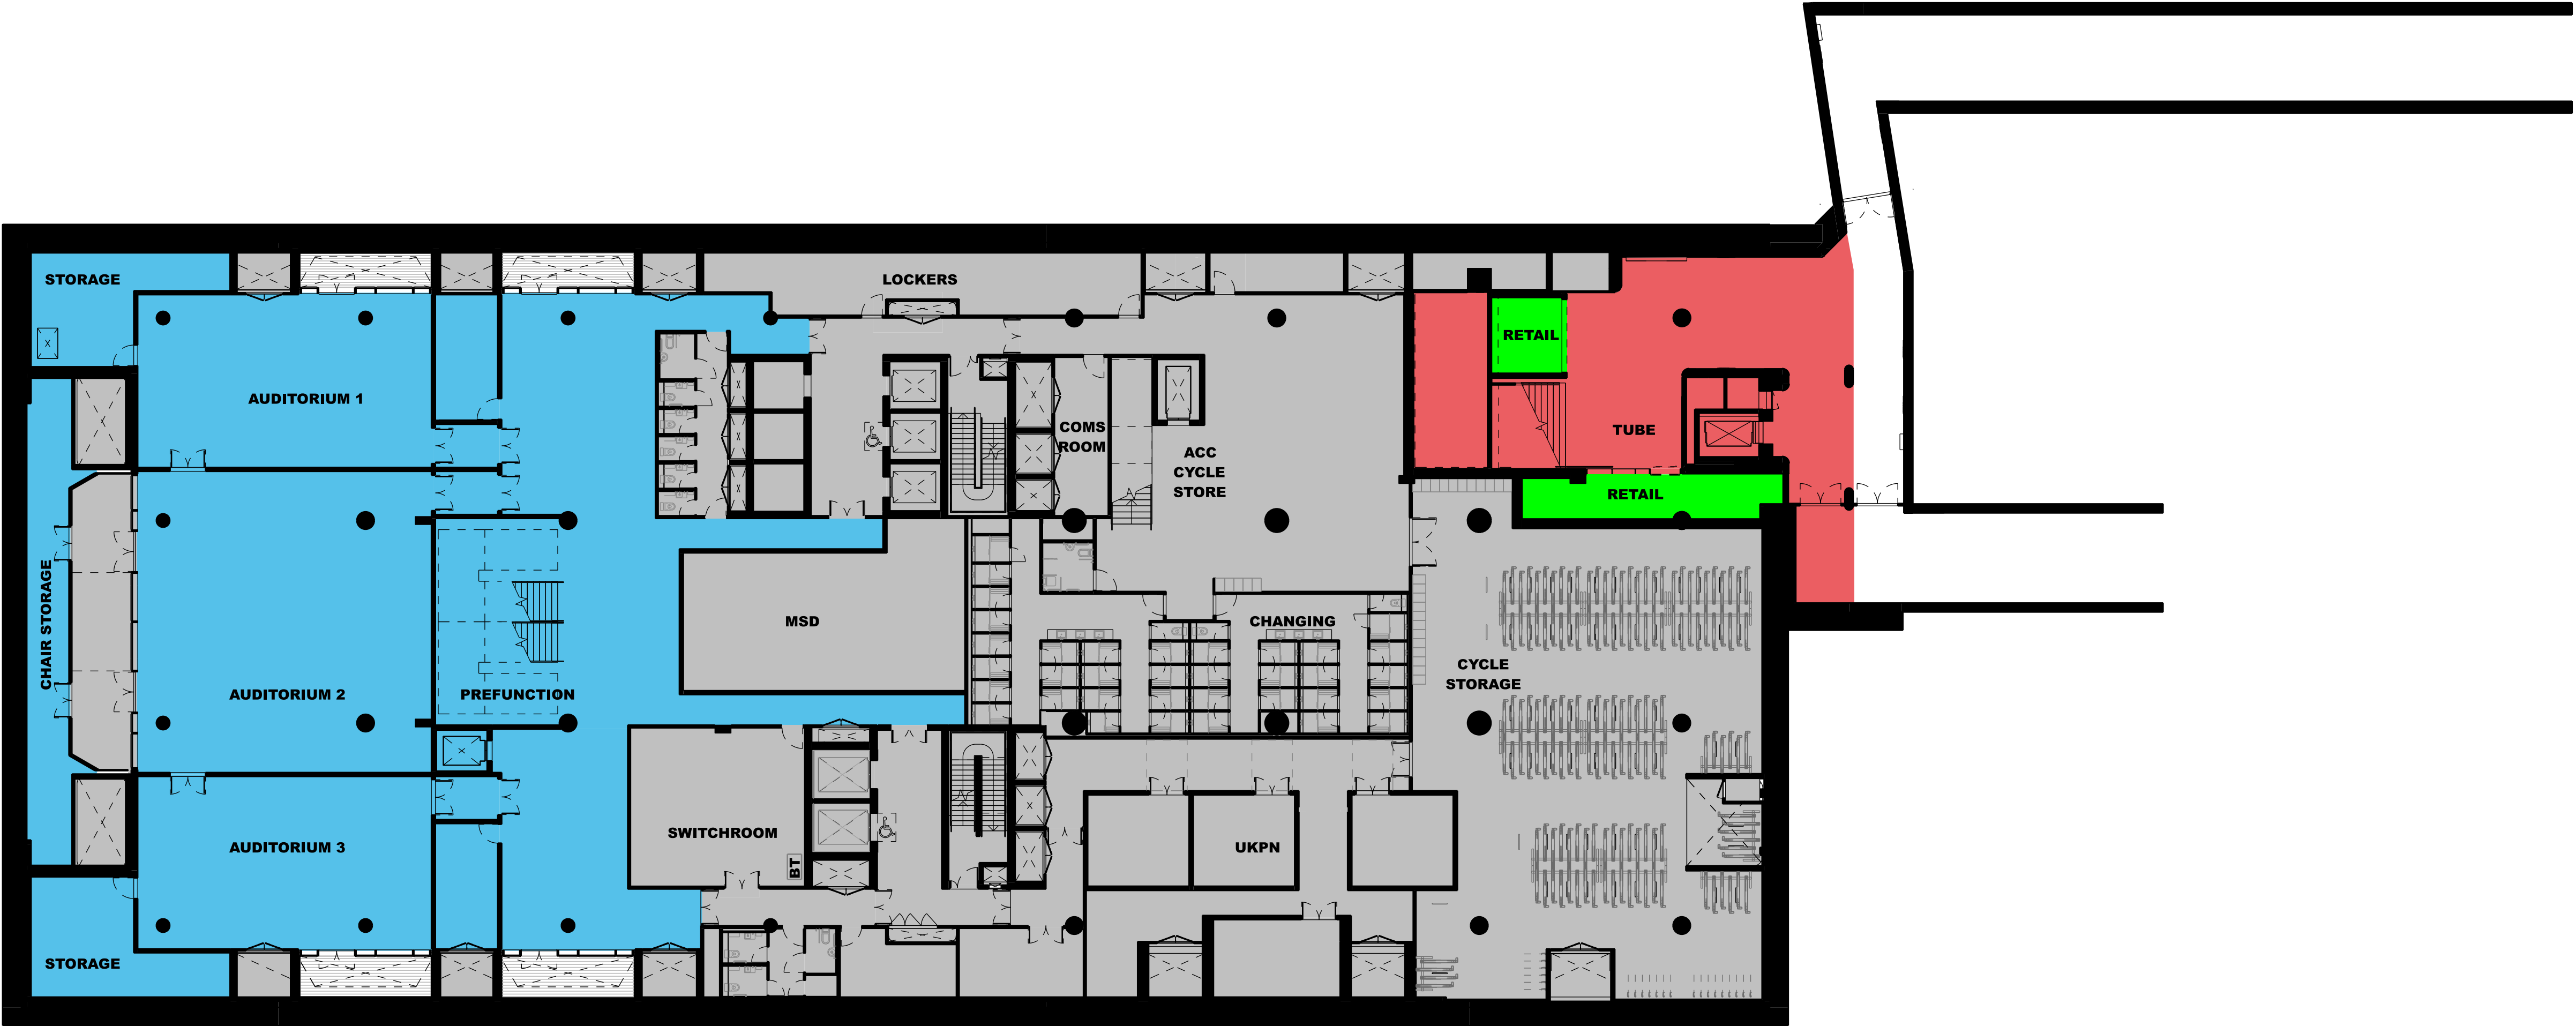 STORAGE
LOCKERS
RETAIL
AUDITORIUM 1
COMS
ROOM
TUBE
ACC
CYCLE
STORE
RETAIL
CHAIR STORAGE
MSD
CHANGING
CYCLE
STORAGE
AUDITORIUM 2
PREFUNCTION
SWITCHROOM
AUDITORIUM 3
UKPN
BT
STORAGE